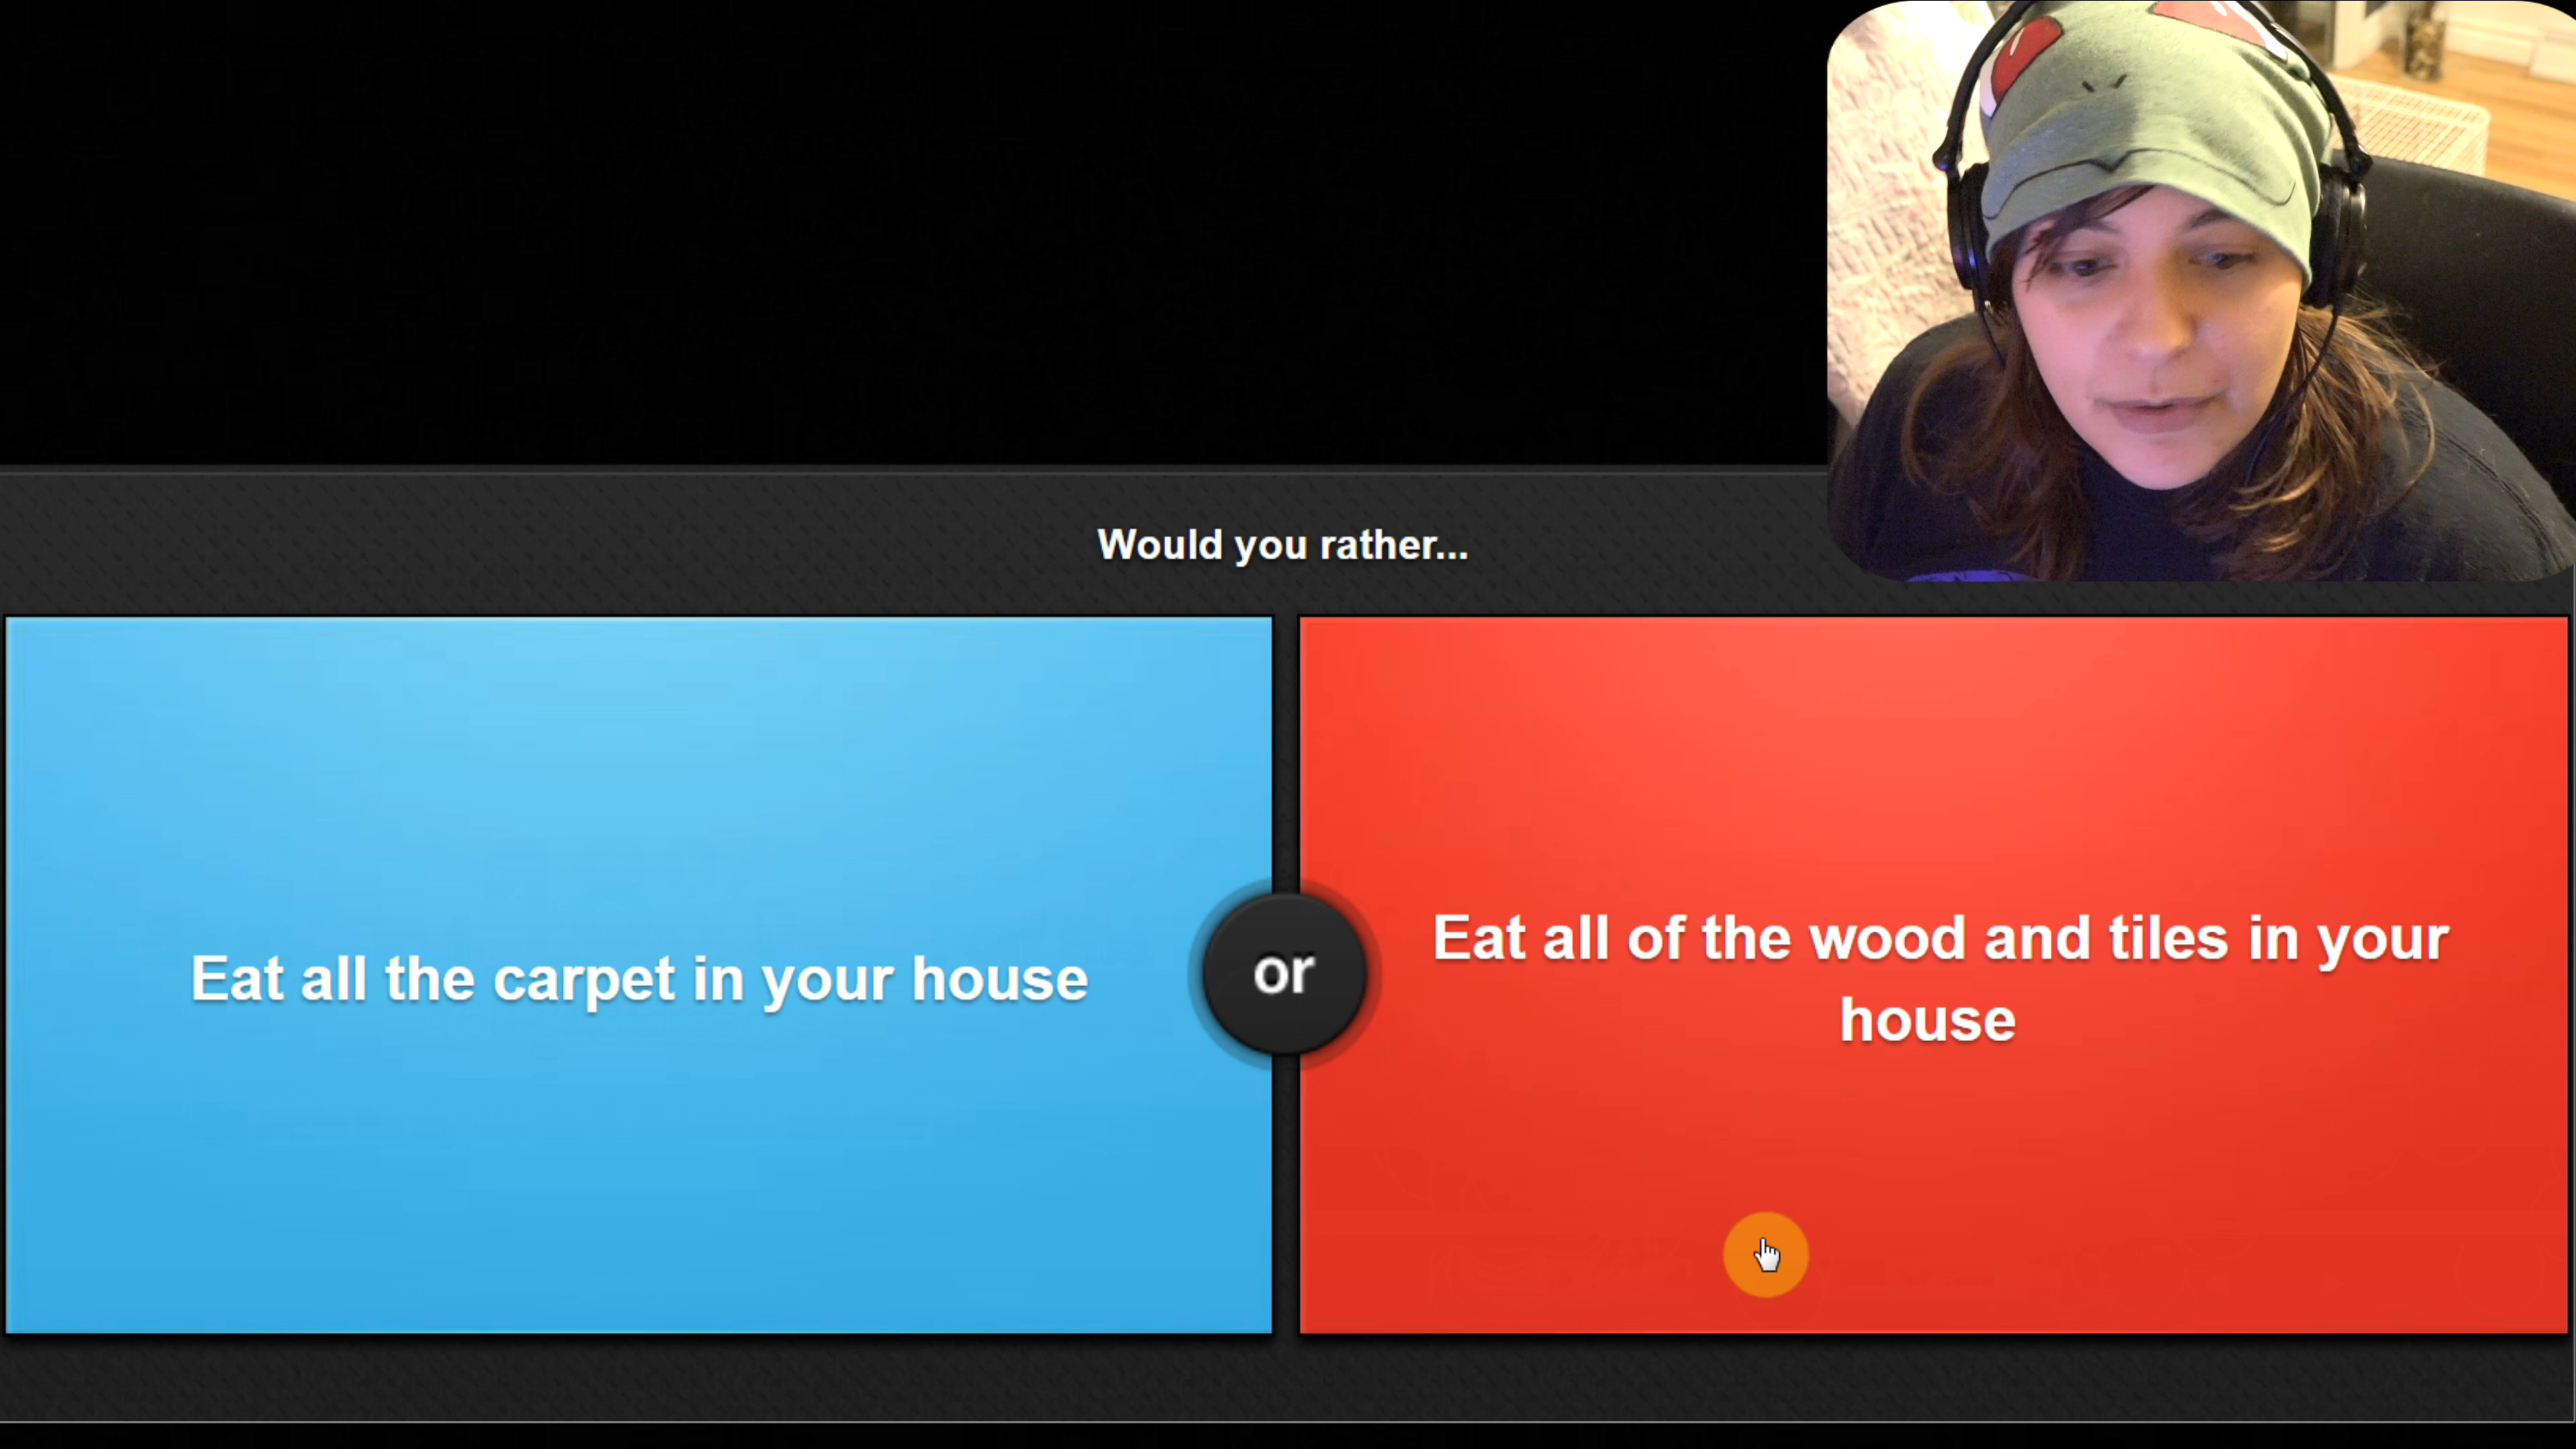 Would you rather...
Eat all the carpet in your house
or
Eat all of the wood and tiles in your
house